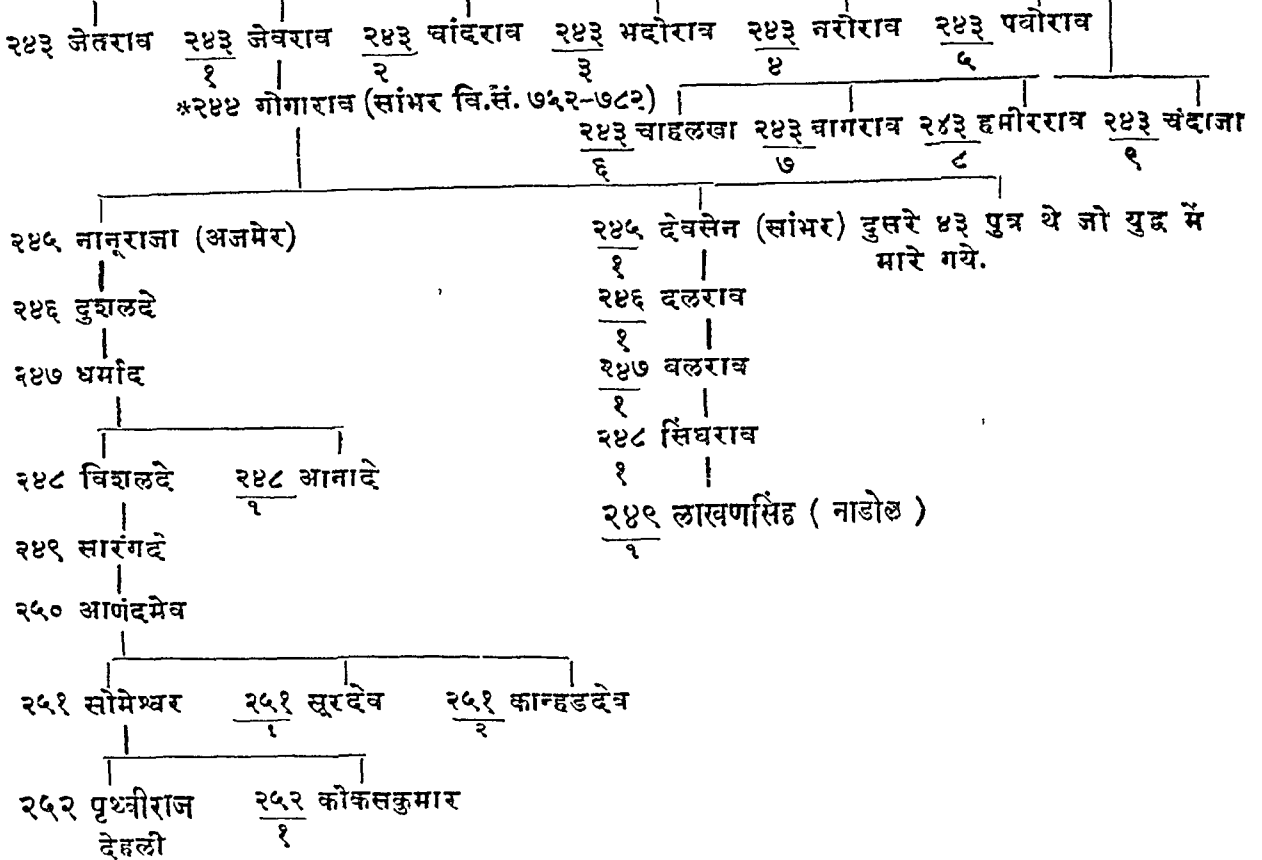 २४३ जेतराव २४३ जेवराव २४३ चांदराव २४३ भदोराव २४३ नरोराव २४३ पबोराव
१ २ ३ ४ ५
*२४४ गोगाराव (सांभर वि.सं. ७५२-७८२)
२४३ चाहलखा २४३ वागराव २४३ हमीरराव २४३ चंदाजा
६ ७ ८ ९
२४५ नानूराजा (अजमेर) २४५ देवसेन (सांभर) दुसरे ४३ पुत्र थे जो युद्ध में
१ मारे गये.
२४६ दुशलदे २४६ दलराव
१
२४७ धर्माद २४७ बलराव
१
२४८ सिंघराव
१
२४८ विशलदे २४८ आनादे
१
२४९ लाखणसिंह ( नाडोल )
१
२४९ सारंगदे
२५० आणंदमेव
२५१ सोमेश्वर २५१ सूरदेव २५१ कान्हडदेव
१ २
२५२ पृथ्वीराज २५२ कोकसकुमार
देहली १